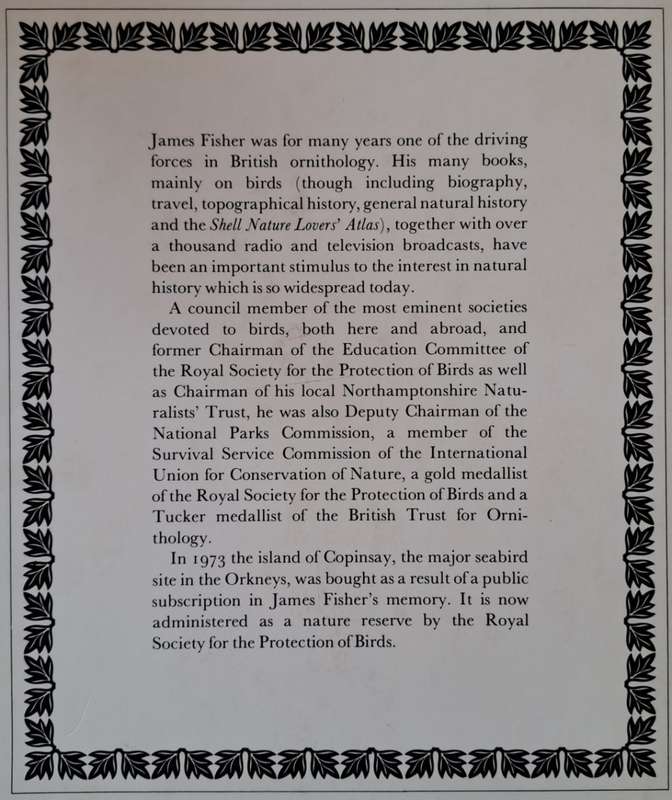 James Fisher was for many years one of the driving
forces in British ornithology. His many books,
mainly on birds (though including biography,
travel, topographical history, general natural history
and the Shell Nature Lovers' Atlas), together with over
a thousand radio and television broadcasts, have
been an important stimulus to the interest in natural
history which is so widespread today.
A council member of the most eminent societies
devoted to birds, both here and abroad, and
former Chairman of the Education Committee of
the Royal Society for the Protection of Birds as well
as Chairman of his local Northamptonshire Natu-
ralists' Trust, he was also Deputy Chairman of the
National Parks Commission, a member of the
Survival Service Commission of the International
Union for Conservation of Nature, a gold medallist
of the Royal Society for the Protection of Birds and a
Tucker medallist of the British Trust for Orni-
thology.
In 1973 the island of Copinsay, the major seabird
site in the Orkneys, was bought as a result of a public
subscription in James Fisher's memory. It is now
administered as a nature reserve by the Royal
Society for the Protection of Birds.